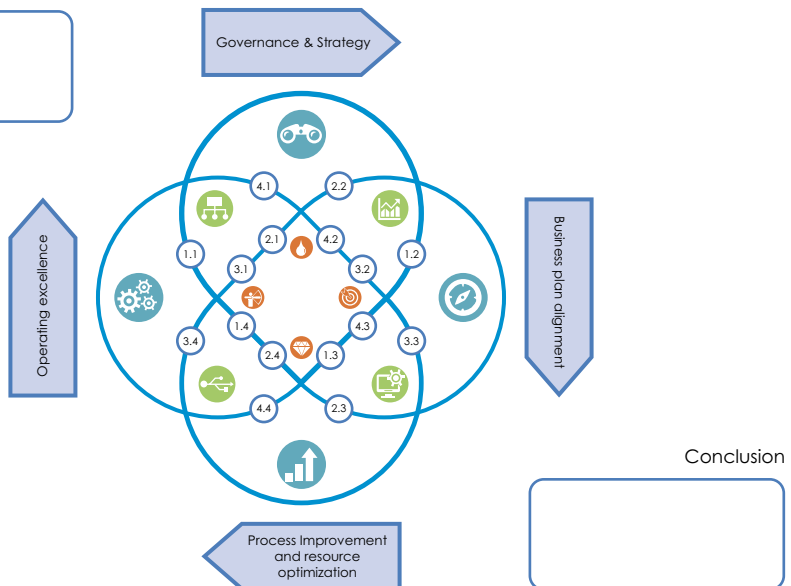 Governance & Strategy
4.1
2.2
2.1
4.2
1.1
1.2
3.1
3.2
Operating excellence
Business plan alignment
1.4
4.3
3.4
3.3
2.4
1.3
4.4
2.3
Conclusion
Process Improvement
and resource
optimization